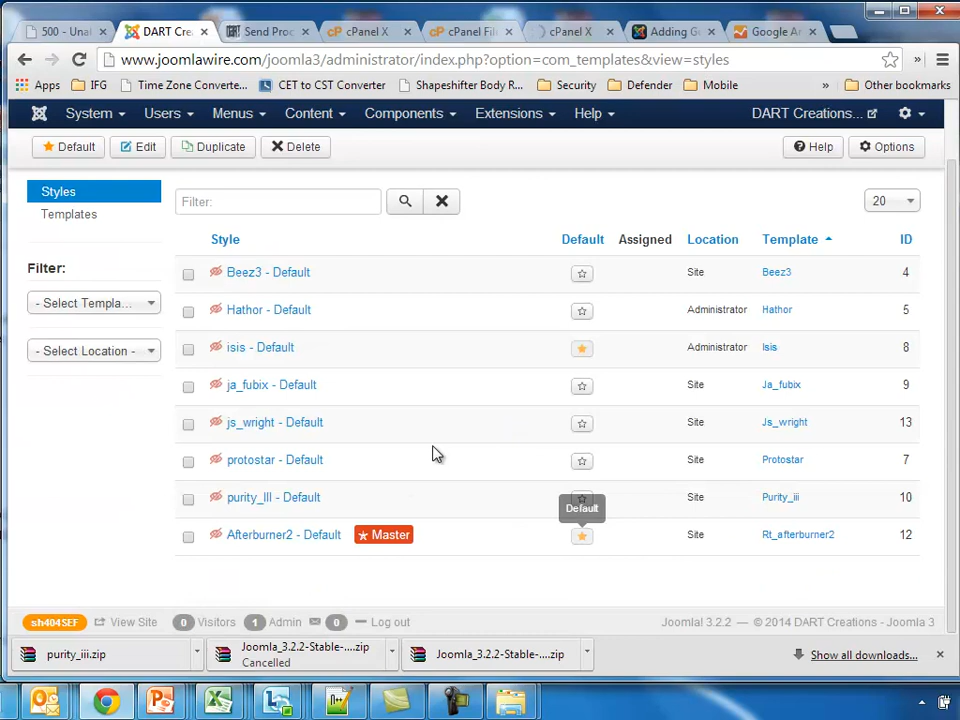 500 - Unal
DART Cre
Send Proc
cPanel X
cPanel Fil
cPanel X
Adding G
Google A
www.joomlawire.com/joomla3/administrator/index.php?option=com_templates&view=styles
Apps
IFG
Time Zone Converte...
CET to CST Converter
Shapeshifter Body R...
Security
Defender
Mobile
»
Other bookmarks
System
Users
Menus
Content
Components
Extensions
Help
DART Creations...
Default
Edit
Duplicate
Delete
Help
Options
Styles
Templates
Filter:
20
Style
Default
Assigned
Location
Template
ID
Filter:
- Select Templa...
- Select Location -
Beez3 - Default
Site
Beez3
4
Hathor - Default
Administrator
Hathor
5
isis - Default
Administrator
Isis
8
ja_fubix - Default
Site
Ja_fubix
9
js_wright - Default
Site
Js_wright
13
protostar - Default
Site
Protostar
7
purity_III - Default
Site
Purity_iii
10
Default
Afterburner2 - Default
Master
Site
Rt_afterburner2
12
sh404SEF
View Site
0 Visitors
1 Admin
0
Log out
Joomla! 3.2.2 — © 2014 DART Creations - Joomla 3
purity_iii.zip
Joomla_3.2.2-Stable-....zip
Cancelled
Joomla_3.2.2-Stable-....zip
Show all downloads...